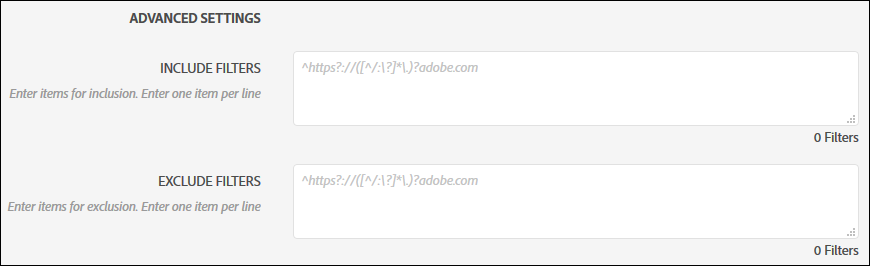 ADVANCED SETTINGS
INCLUDE FILTERS
^https?://([^/:\?]*\.)?adobe.com
Enter items for inclusion. Enter one item per line
0 Filters
EXCLUDE FILTERS
^https?://([^/:\?]*\.)?adobe.com
Enter items for exclusion. Enter one item per line
0 Filters